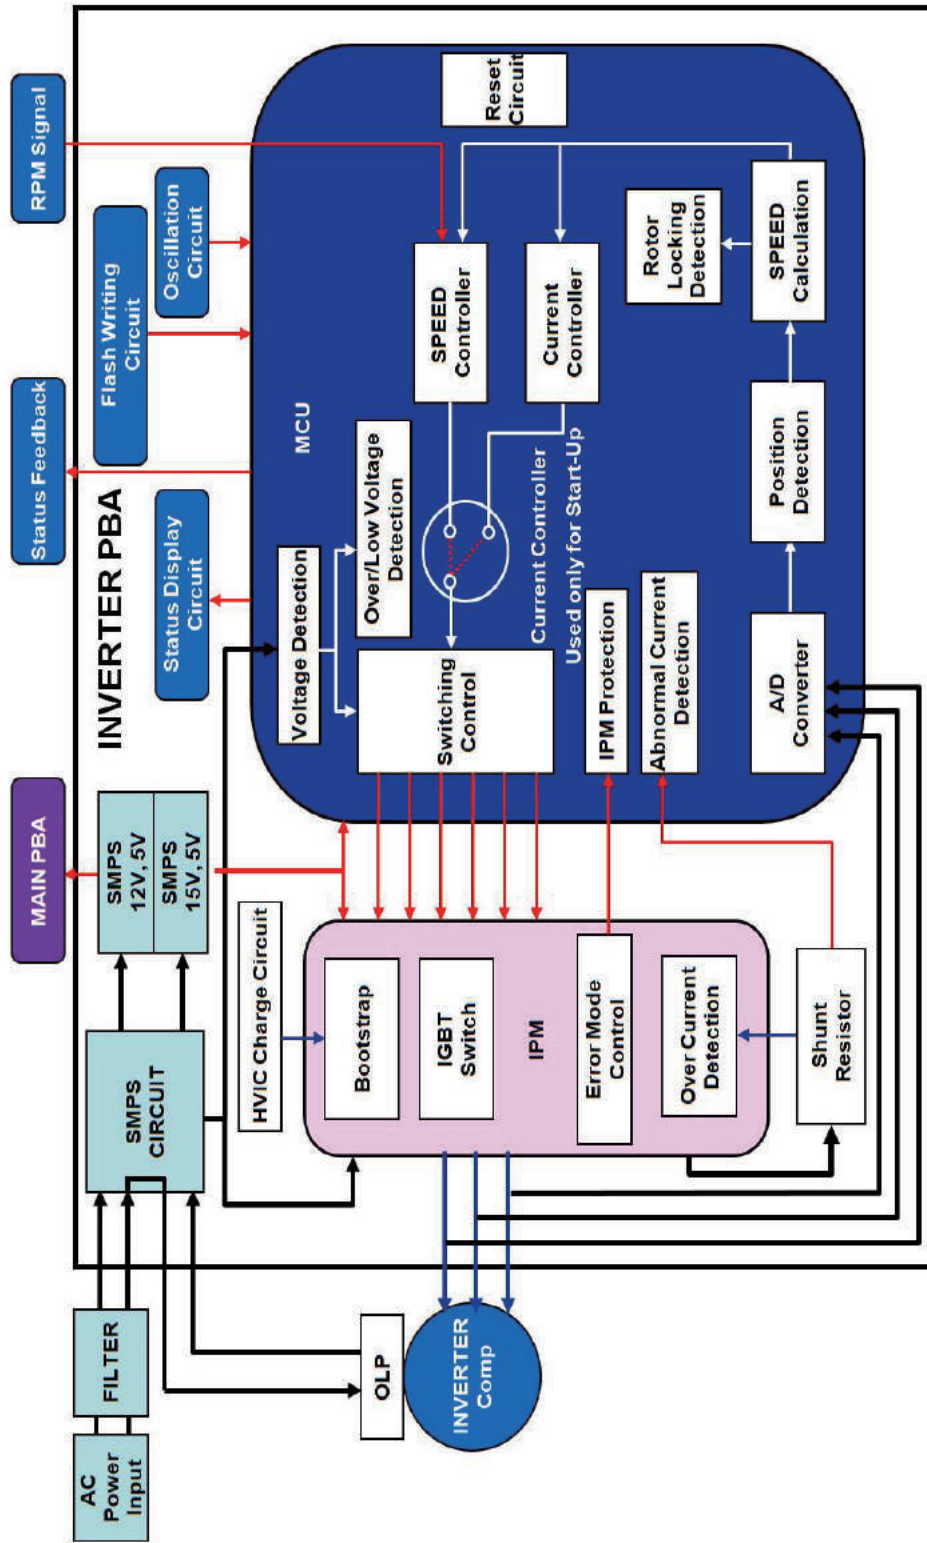 AC
Power
Input
FILTER
SMPS
CIRCUIT
SMPS
12V, 5V
SMPS
15V, 5V
MAIN PBA
INVERTER PBA
Status Feedback
Status Display
Circuit
Flash Writing
Circuit
Oscillation
Circuit
RPM Signal
OLP
INVERTER
Comp
HVIC Charge Circuit
Bootstrap
IGBT
Switch
IPM
Error Mode
Control
Over Current
Detection
Shunt
Resistor
MCU
Voltage Detection
Over/Low Voltage
Detection
Switching
Control
SPEED
Controller
Current
Controller
Current Controller
Used only for Start-Up
Reset
Circuit
IPM Protection
Abnormal Current
Detection
Rotor
Locking
Detection
A/D
Converter
Position
Detection
SPEED
Calculation